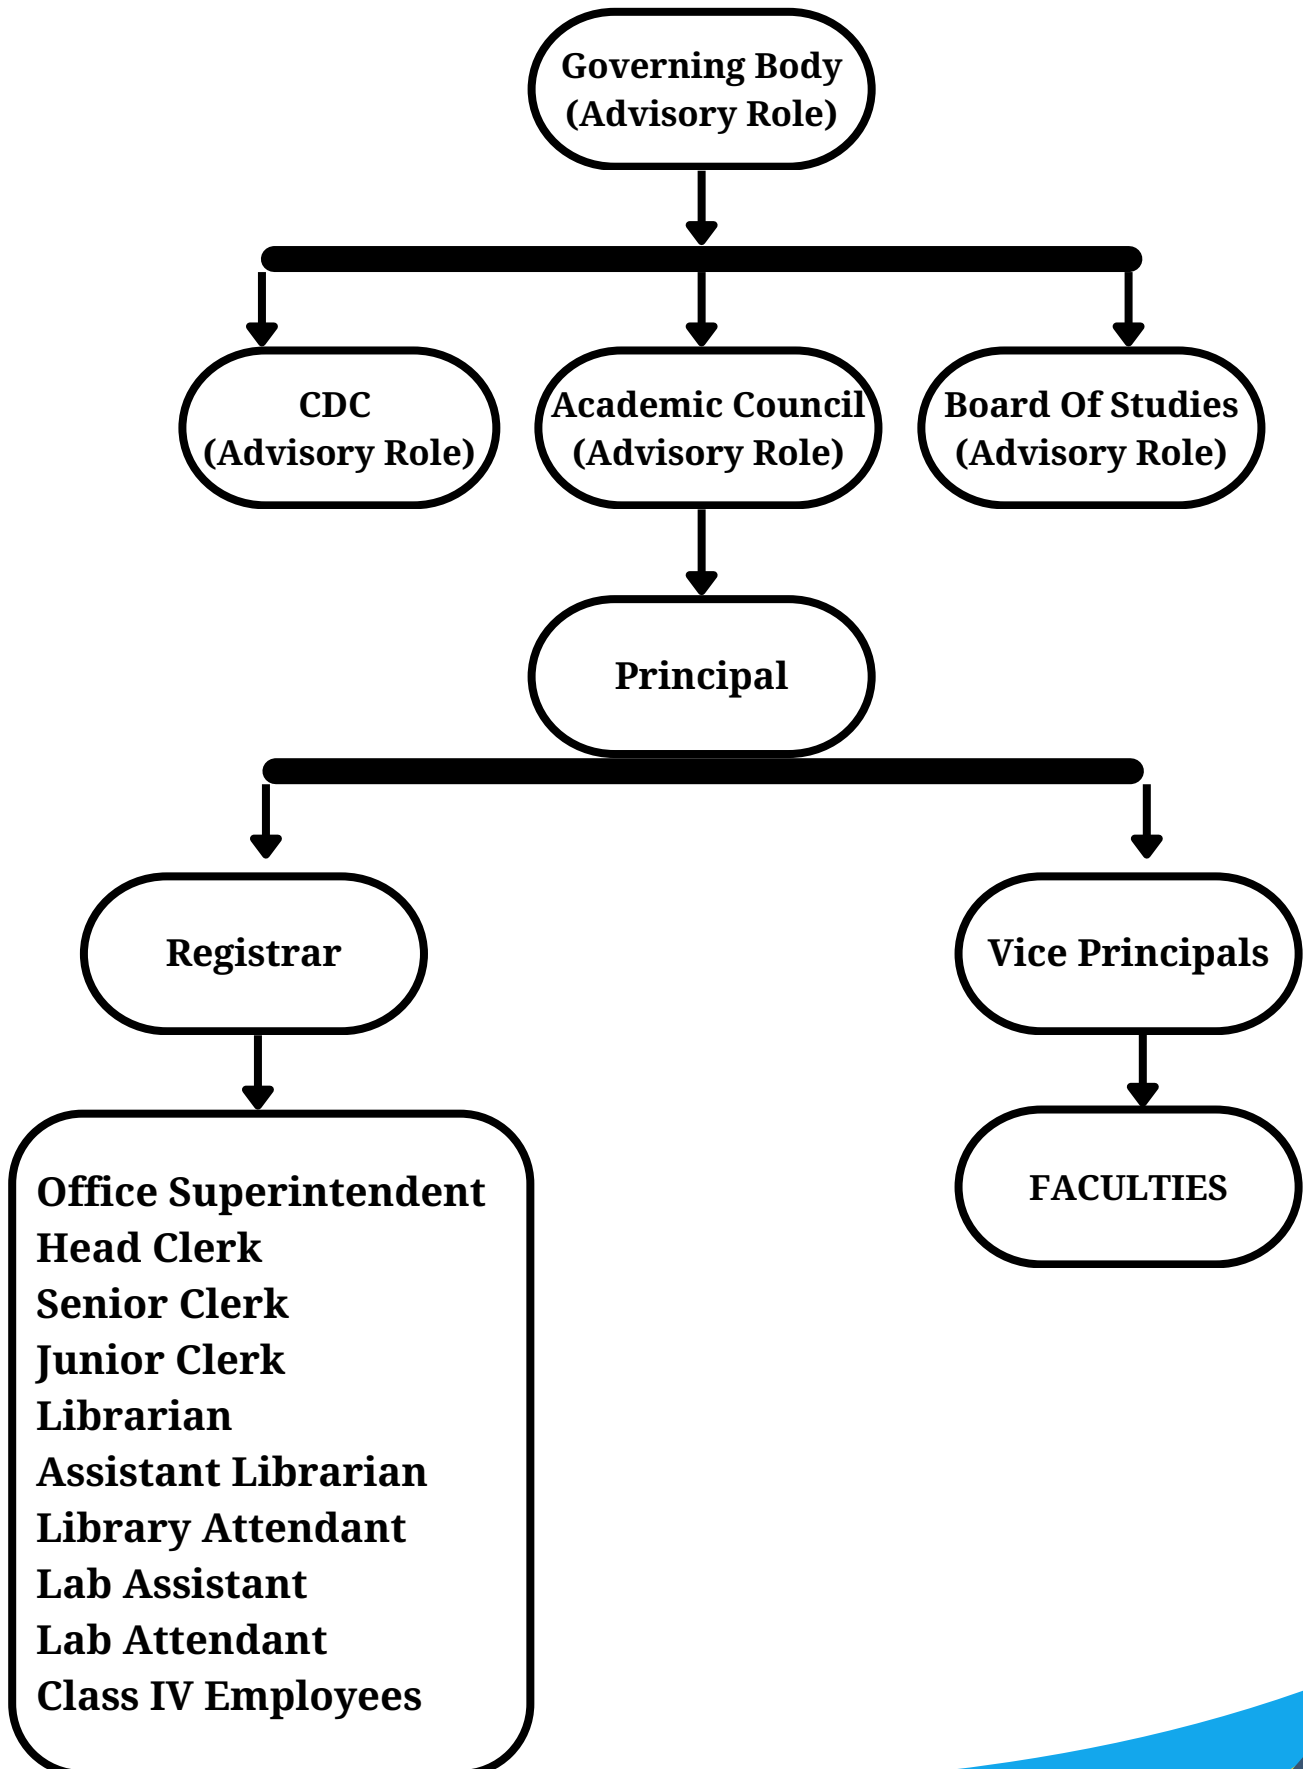 Governing Body
(Advisory Role)
CDC
(Advisory Role)
Academic Council
(Advisory Role)
Board Of Studies
(Advisory Role)
Principal
Registrar
Vice Principals
Office Superintendent
Head Clerk
Senior Clerk
Junior Clerk
Librarian
Assistant Librarian
Library Attendant
Lab Assistant
Lab Attendant
Class IV Employees
FACULTIES